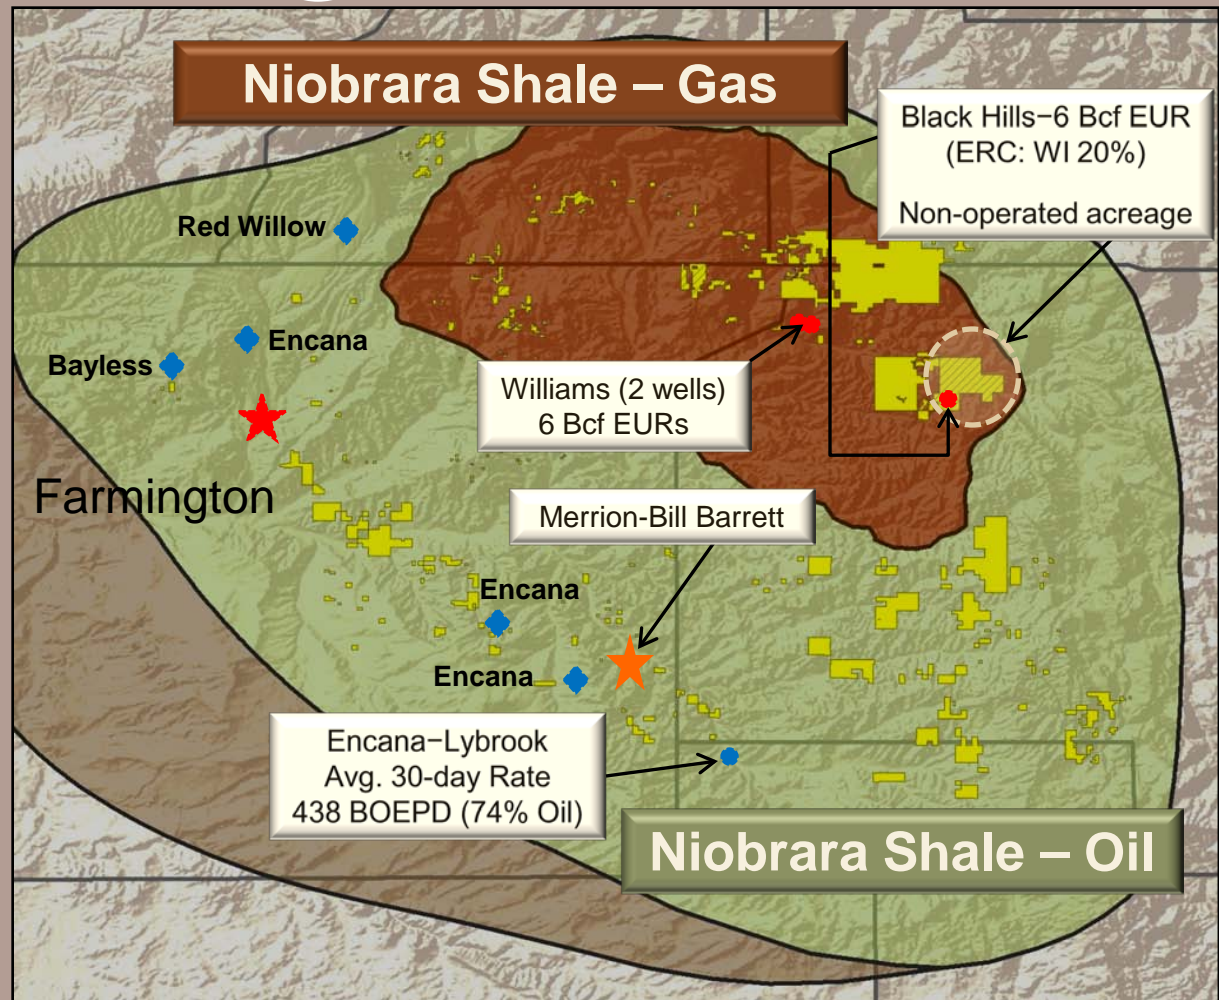 Niobrara Shale – Gas
Black Hills–6 Bcf EUR
(ERC: WI 20%)
Non-operated acreage
Red Willow
Encana
Bayless
Williams (2 wells)
6 Bcf EURs
Farmington
Merrion-Bill Barrett
Encana
Encana
Encana–Lybrook
Avg. 30-day Rate
438 BOEPD (74% Oil)
Niobrara Shale – Oil